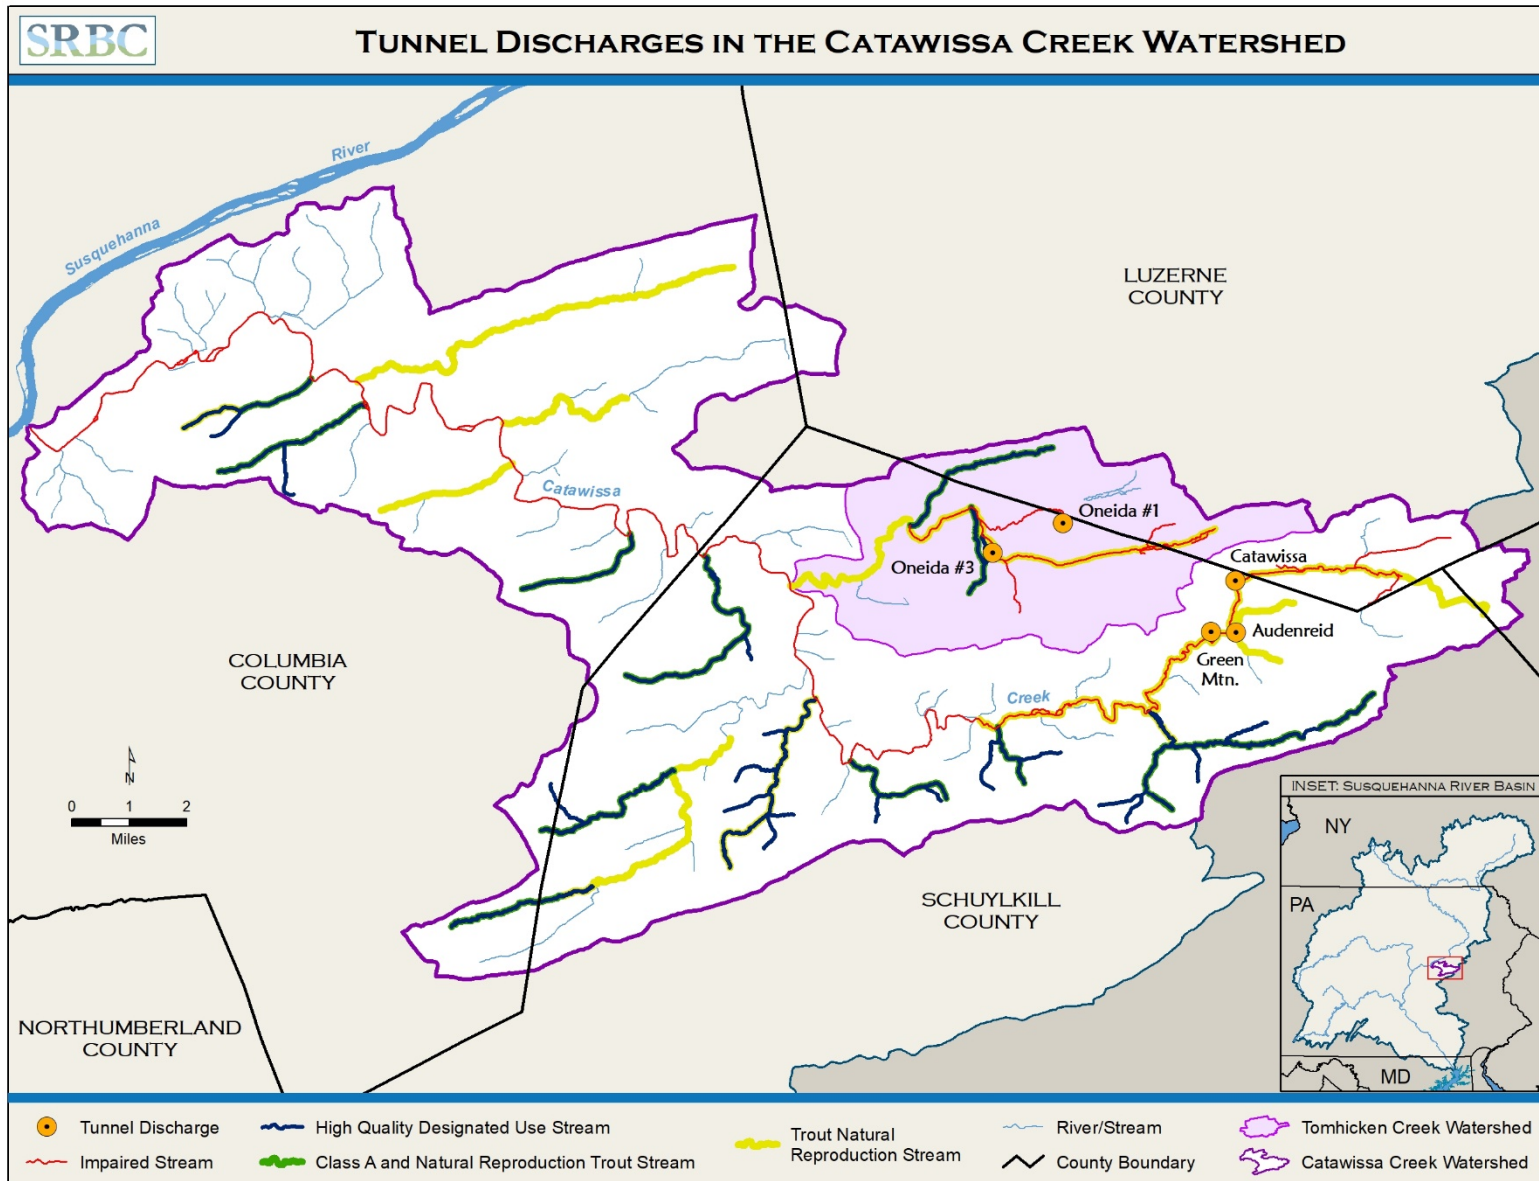 SRBC
TUNNEL DISCHARGES IN THE CATAWISSA CREEK WATERSHED
Susquehanna
River
LUZERNE
COUNTY
Catawissa
Oneida #1
Oneida #3
Catawissa
Audenreid
Green
Mtn.
Creek
COLUMBIA
COUNTY
N
0 1 2
Miles
SCHUYLKILL
COUNTY
NORTHUMBERLAND
COUNTY
INSET: SUSQUEHANNA RIVER BASIN
NY
PA
MD
Tunnel Discharge
Impaired Stream
High Quality Designated Use Stream
Class A and Natural Reproduction Trout Stream
Trout Natural
Reproduction Stream
River/Stream
County Boundary
Tomhicken Creek Watershed
Catawissa Creek Watershed